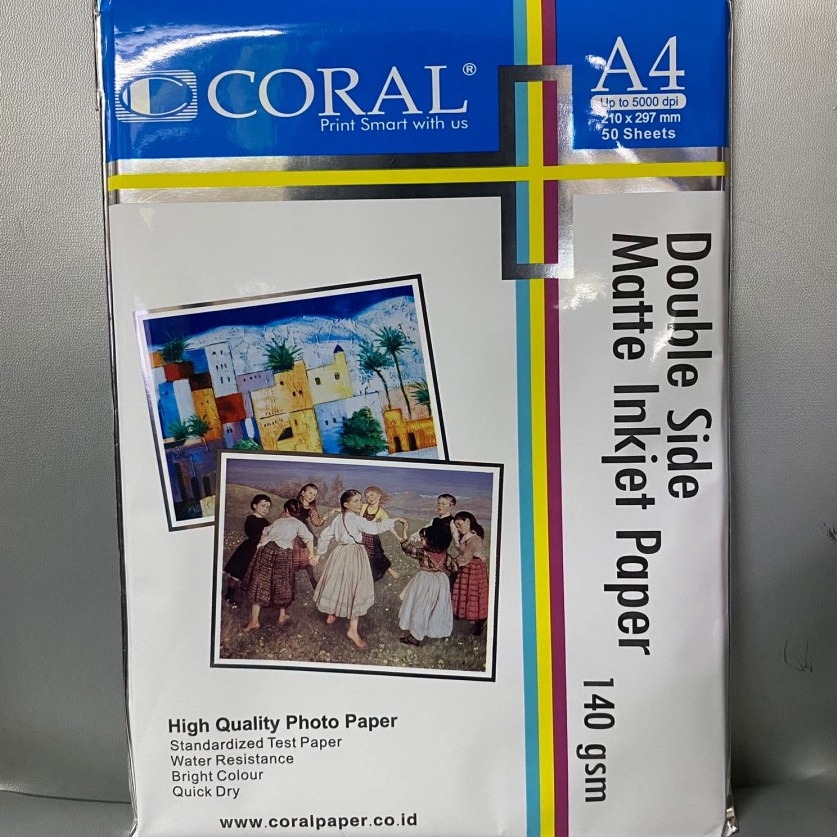 CORAL®
Print Smart with us
A4
Up to 5000 dpi
210 x 297 mm
50 Sheets
Double Side
Matte Inkjet Paper
140 gsm
High Quality Photo Paper
Standardized Test Paper
Water Resistance
Bright Colour
Quick Dry
www.coralpaper.co.id